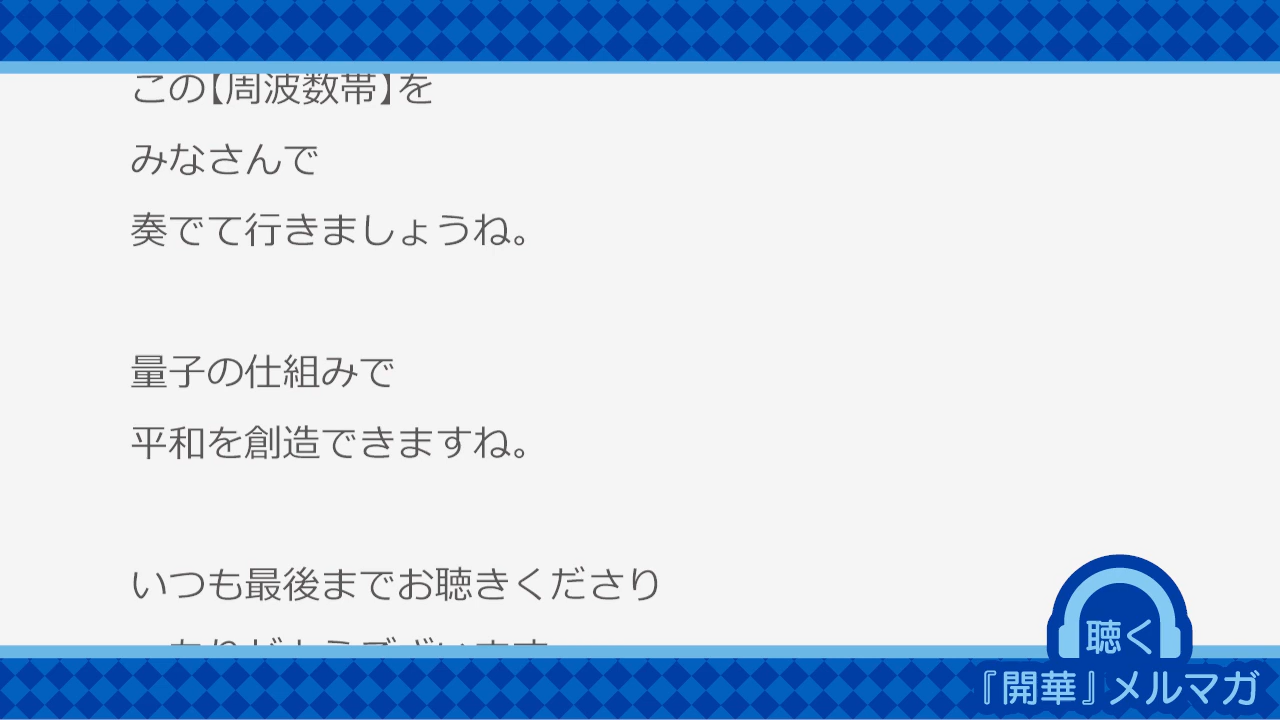 この【周波数帯】を
みなさんで
奏でて行きましょうね。
量子の仕組みで
平和を創造できますね。
いつも最後までお聴きくださり
聴く
『開華』メルマガ